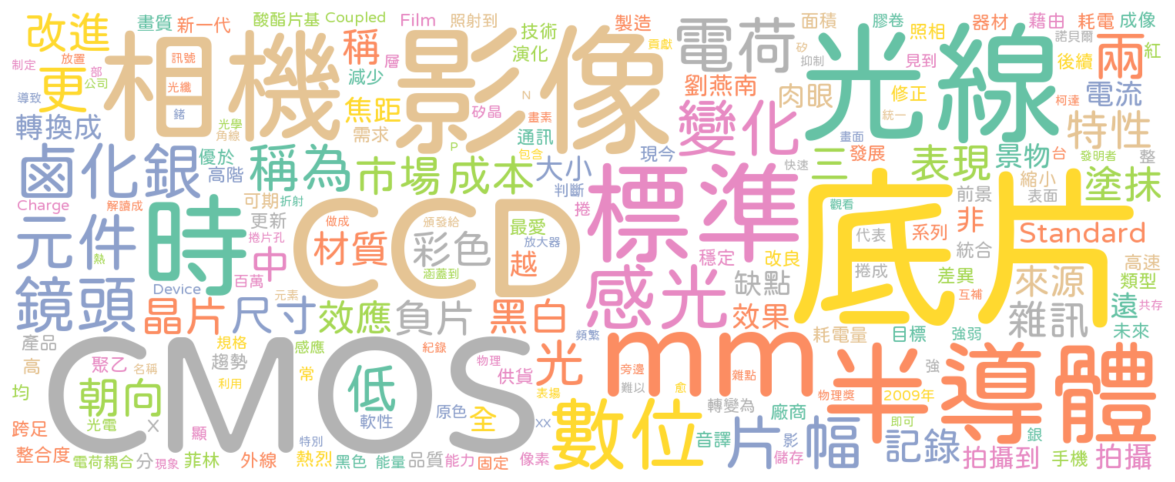 改進
畫質
新一代
放置
訊號
制定
部
公司
更
光纖
導致
鍺
光學
角線
轉換成
相機
影像
酸酯片基
Coupled
Film
稱
層
減少
焦距
需求
矽晶
N
P
照射到
技術
演化
製造
貢獻
畫素
通訊
包含
電荷
面積
膠卷
照相
器材
藉由
諾貝爾
耗電
成像
紅
矽
抑制
見到
後續
兩
劉燕南
肉眼
修正
柯達
統一
電流
光線
變化
特性
畫面
現今
快速
三
發展
表現
景物
台
發明者
整
縮小
表面
塗抹
鹵化銀
優於
高階
稱為
市場
成本
大小
判斷
Charge
解讀成
可期
折射
更新
捲片孔
熱
百萬
元件
時
CCD
做成
頒發給
材質
彩色
涵蓋到
最愛
放大器
越
捲
標準
感光
穩定
改良
缺點
觀看
代表
捲成
底片
前景
非
系列
統合
差異
互補
Standard
來源
雜訊
高速
類型
遠
共存
未來
鏡頭
Device
中
晶片
尺寸
元素
效應
負片
黑白
頻繁
效果
耗電量
目標
強弱
強
產品
高
均
聚乙
名稱
規格
趨勢
利用
感應
常
紀錄
物理
供貨
光
表揚
mm
旁邊
難以
雜點
愈
物理獎
2009年
即可
半導體
CMOS
朝向
光電
X
低
軟性
原色
全
XX
數位
轉變為
片幅
廠商
音譯
影
儲存
記錄
銀
跨足
整合度
電荷耦合
分
現象
顯
菲林
外線
特別
熱烈
黑色
能量
品質
能力
固定
像素
拍攝到
手機
拍攝